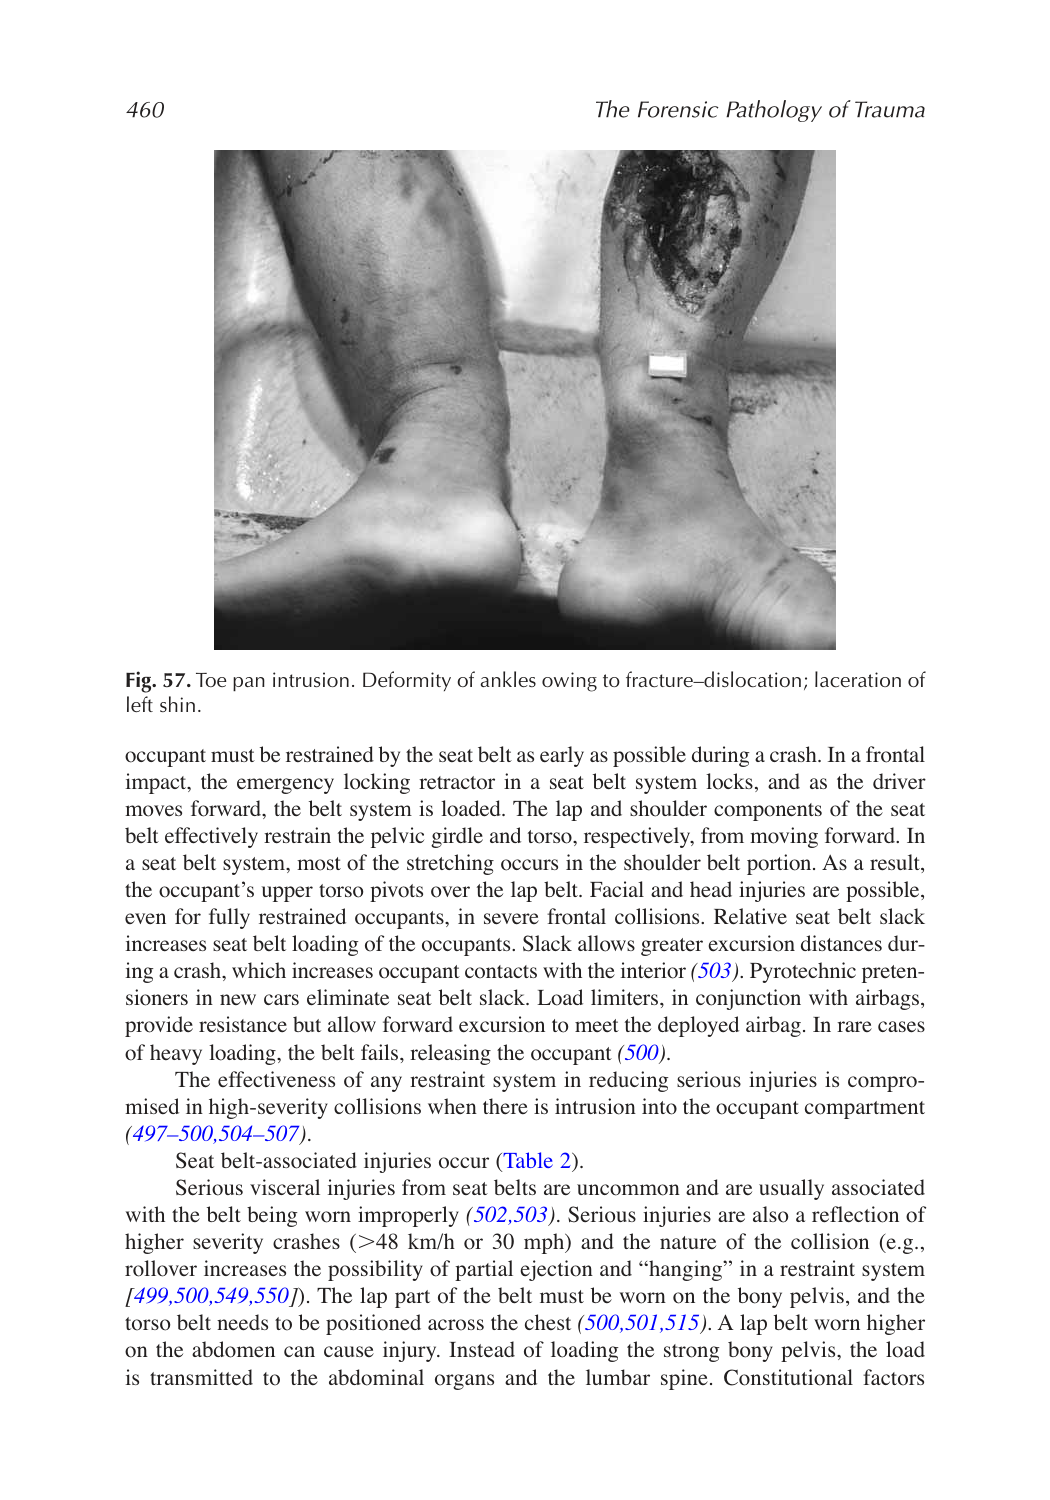 460 The Forensic Pathology of Trauma
Fig. 57. Toe pan intrusion. Deformity of ankles owing to fracture–dislocation; laceration of
left shin.
occupant must be restrained by the seat belt as early as possible during a crash. In a frontal
impact, the emergency locking retractor in a seat belt system locks, and as the driver
moves forward, the belt system is loaded. The lap and shoulder components of the seat
belt effectively restrain the pelvic girdle and torso, respectively, from moving forward. In
a seat belt system, most of the stretching occurs in the shoulder belt portion. As a result,
the occupant’s upper torso pivots over the lap belt. Facial and head injuries are possible,
even for fully restrained occupants, in severe frontal collisions. Relative seat belt slack
increases seat belt loading of the occupants. Slack allows greater excursion distances dur-
ing a crash, which increases occupant contacts with the interior (503). Pyrotechnic preten-
sioners in new cars eliminate seat belt slack. Load limiters, in conjunction with airbags,
provide resistance but allow forward excursion to meet the deployed airbag. In rare cases
of heavy loading, the belt fails, releasing the occupant (500).
The effectiveness of any restraint system in reducing serious injuries is compro-
mised in high-severity collisions when there is intrusion into the occupant compartment
(497–500,504–507).
Seat belt-associated injuries occur (Table 2).
Serious visceral injuries from seat belts are uncommon and are usually associated
with the belt being worn improperly (502,503). Serious injuries are also a reflection of
higher severity crashes (>48 km/h or 30 mph) and the nature of the collision (e.g.,
rollover increases the possibility of partial ejection and “hanging” in a restraint system
[499,500,549,550]). The lap part of the belt must be worn on the bony pelvis, and the
torso belt needs to be positioned across the chest (500,501,515). A lap belt worn higher
on the abdomen can cause injury. Instead of loading the strong bony pelvis, the load
is transmitted to the abdominal organs and the lumbar spine. Constitutional factors